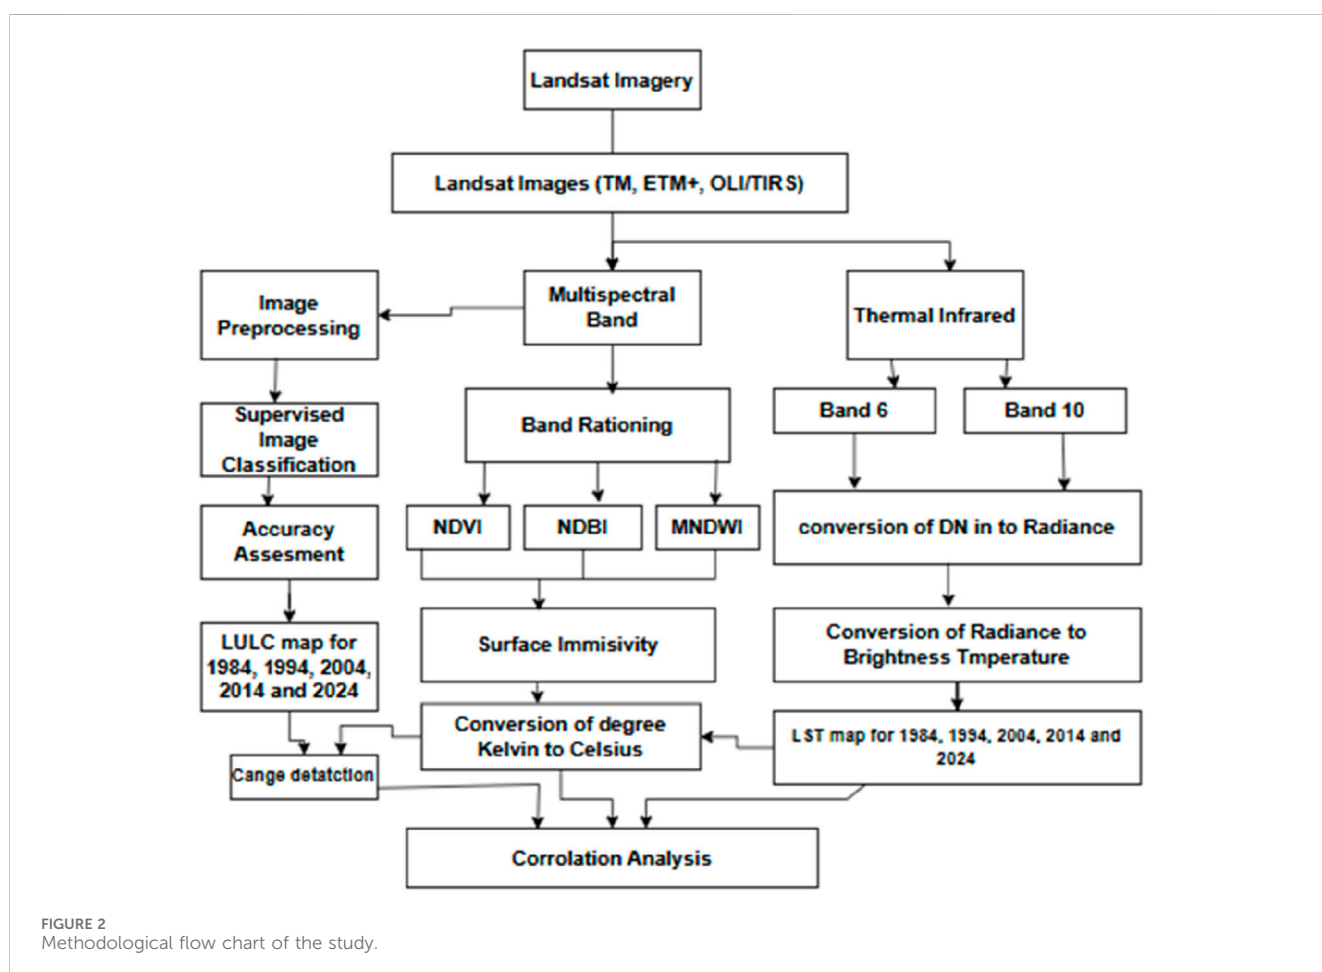 Landsat Imagery
Landsat Images (TM, ETM+, OLI/TIRS)
Image
Preprocessing
Multispectral
Band
Thermal Infrared
Supervised
Image
Classification
Band Rationing
Band 6
Band 10
Accuracy
Assesment
NDVI
NDBI
MNDWI
conversion of DN in to Radiance
LULC map for
1984, 1994, 2004,
2014 and 2024
Surface Immisivity
Conversion of Radiance to
Brightness Tmperature
Cange detatction
Conversion of degree
Kelvin to Celsius
LST map for 1984, 1994, 2004, 2014 and
2024
Corrolation Analysis
FIGURE 2
Methodological flow chart of the study.